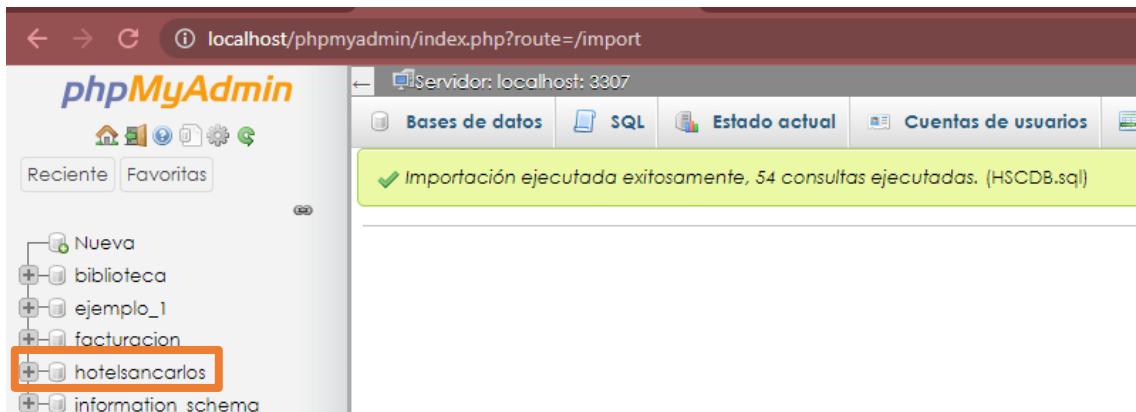 localhost/phpmyadmin/index.php?route=/import
phpMyAdmin
Reciente Favoritas
Nueva
biblioteca
ejemplo_1
facturacion
hotelsancarlos
information_schema
Servidor: localhost: 3307
Bases de datos SQL Estado actual Cuentas de usuarios
Importación ejecutada exitosamente, 54 consultas ejecutadas. (HSCDB.sql)